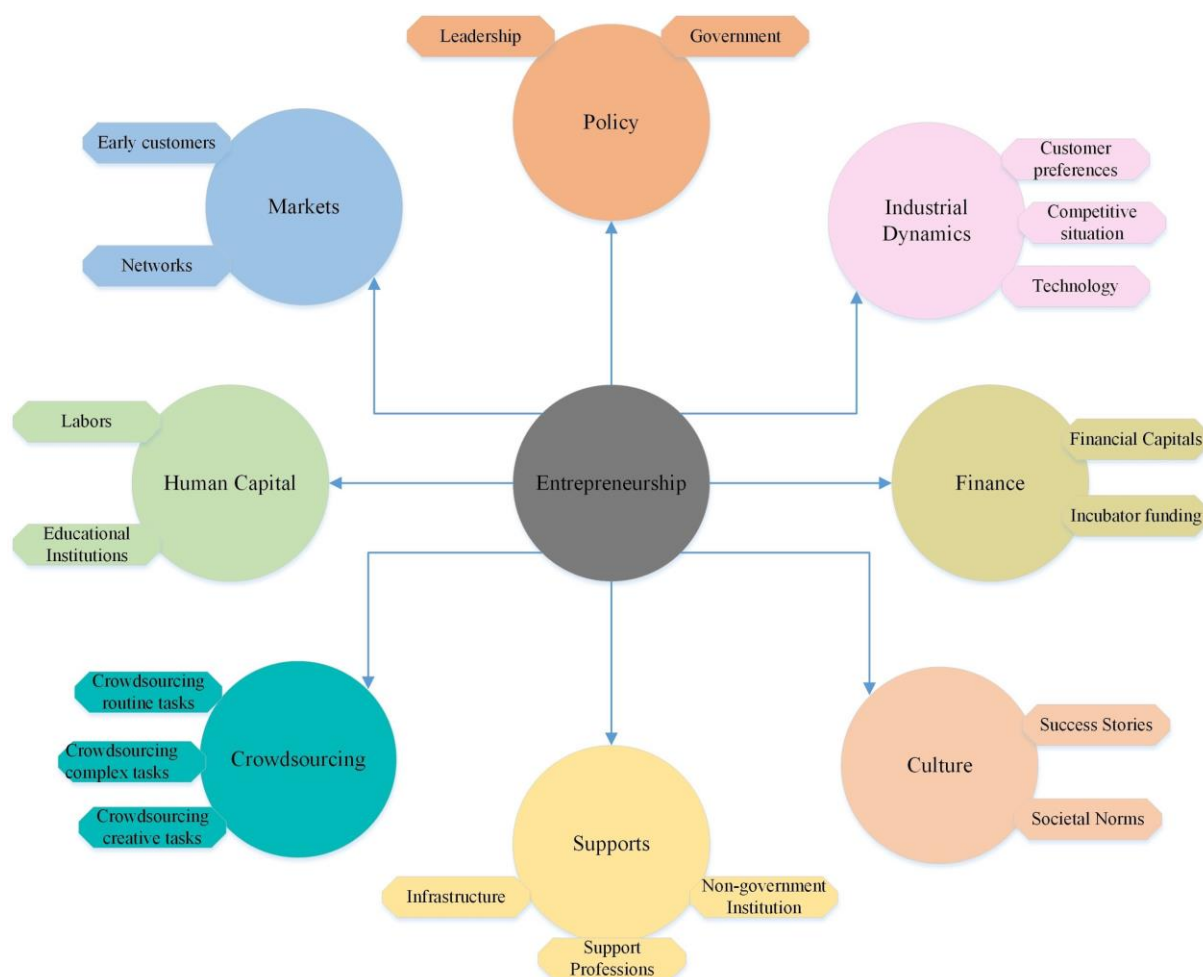 Leadership
Government
Policy
Early customers
Networks
Markets
Customer
preferences
Competitive
situation
Technology
Industrial
Dynamics
Labors
Educational
Institutions
Human Capital
Entrepreneurship
Finance
Financial Capitals
Incubator funding
Crowdsourcing
routine tasks
Crowdsourcing
complex tasks
Crowdsourcing
creative tasks
Crowdsourcing
Supports
Infrastructure
Support
Professions
Non-government
Institution
Culture
Success Stories
Societal Norms